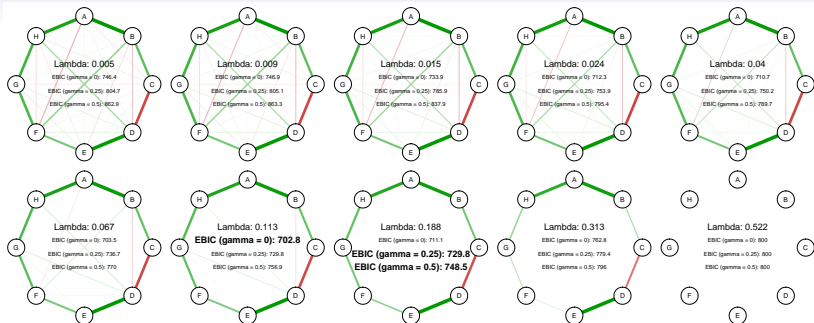 A
H
B
Lambda: 0.005
EBIC (gamma = 0): 746.4
G
C
EBIC (gamma = 0.25): 804.7
EBIC (gamma = 0.5): 862.9
F
D
E
A
H
B
Lambda: 0.009
EBIC (gamma = 0): 746.9
G
C
EBIC (gamma = 0.25): 805.1
EBIC (gamma = 0.5): 863.3
F
D
E
A
H
B
Lambda: 0.015
EBIC (gamma = 0): 733.9
G
C
EBIC (gamma = 0.25): 785.9
EBIC (gamma = 0.5): 837.9
F
D
E
A
H
B
Lambda: 0.024
EBIC (gamma = 0): 712.3
G
C
EBIC (gamma = 0.25): 753.9
EBIC (gamma = 0.5): 795.4
F
D
E
A
H
B
Lambda: 0.04
EBIC (gamma = 0): 710.7
G
C
EBIC (gamma = 0.25): 750.2
EBIC (gamma = 0.5): 789.7
F
D
E
A
H
B
Lambda: 0.067
EBIC (gamma = 0): 703.5
G
C
EBIC (gamma = 0.25): 736.7
EBIC (gamma = 0.5): 770
F
D
E
A
H
B
Lambda: 0.113
EBIC (gamma = 0): 702.8
G
C
EBIC (gamma = 0.25): 729.8
EBIC (gamma = 0.5): 756.9
F
D
E
A
H
B
Lambda: 0.188
EBIC (gamma = 0): 711.1
G
C
EBIC (gamma = 0.25): 729.8
EBIC (gamma = 0.5): 748.5
F
D
E
A
H
B
Lambda: 0.313
EBIC (gamma = 0): 762.8
G
C
EBIC (gamma = 0.25): 779.4
EBIC (gamma = 0.5): 796
F
D
E
A
H
B
Lambda: 0.522
EBIC (gamma = 0): 800
G
C
EBIC (gamma = 0.25): 800
EBIC (gamma = 0.5): 800
F
D
E